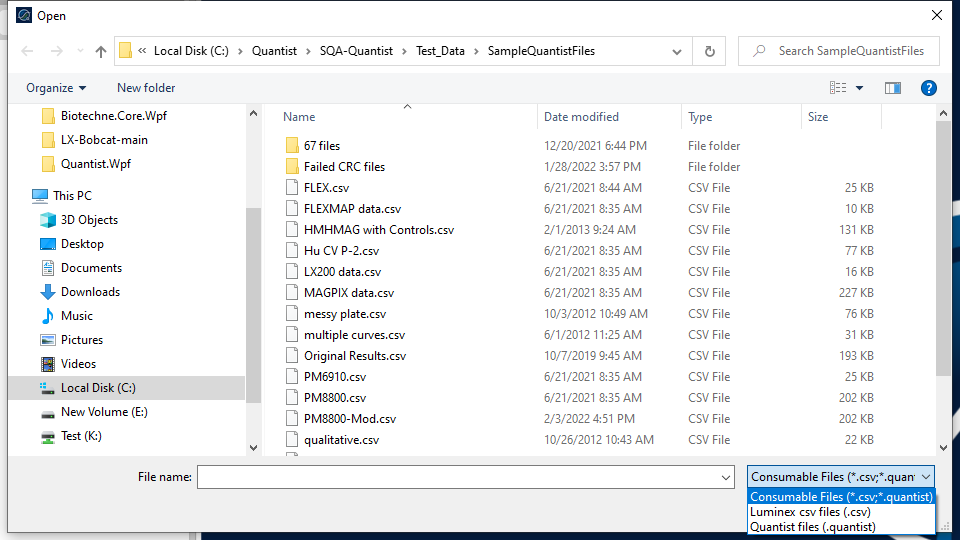 Open
« Local Disk (C:) > Quantist > SQA-Quantist > Test_Data > SampleQuantistFiles
Search SampleQuantistFiles
Organize
New folder
?
Biotechne.Core.Wpf
LX-Bobcat-main
Quantist.Wpf
This PC
3D Objects
Desktop
Documents
Downloads
Music
Pictures
Videos
Local Disk (C:)
New Volume (E:)
Test (K:)
Name Date modified Type Size
67 files 12/20/2021 6:44 PM File folder
Failed CRC files 1/28/2022 3:57 PM File folder
FLEX.csv 6/21/2021 8:44 AM CSV File 25 KB
FLEXMAP data.csv 6/21/2021 8:35 AM CSV File 10 KB
HMHMAG with Controls.csv 2/1/2013 9:24 AM CSV File 131 KB
Hu CV P-2.csv 6/21/2021 8:35 AM CSV File 77 KB
LX200 data.csv 6/21/2021 8:35 AM CSV File 16 KB
MAGPIX data.csv 6/21/2021 8:35 AM CSV File 227 KB
messy plate.csv 10/3/2012 10:49 AM CSV File 76 KB
multiple curves.csv 6/1/2012 11:25 AM CSV File 31 KB
Original Results.csv 10/7/2019 9:45 AM CSV File 193 KB
PM6910.csv 6/21/2021 8:35 AM CSV File 25 KB
PM8800.csv 6/21/2021 8:35 AM CSV File 202 KB
PM8800-Mod.csv 2/3/2022 4:51 PM CSV File 202 KB
qualitative.csv 10/26/2012 10:43 AM CSV File 22 KB
File name:
Consumable Files (*.csv;*.quan
Consumable Files (*.csv;*.quantist)
Luminex csv files (.csv)
Quantist files (.quantist)